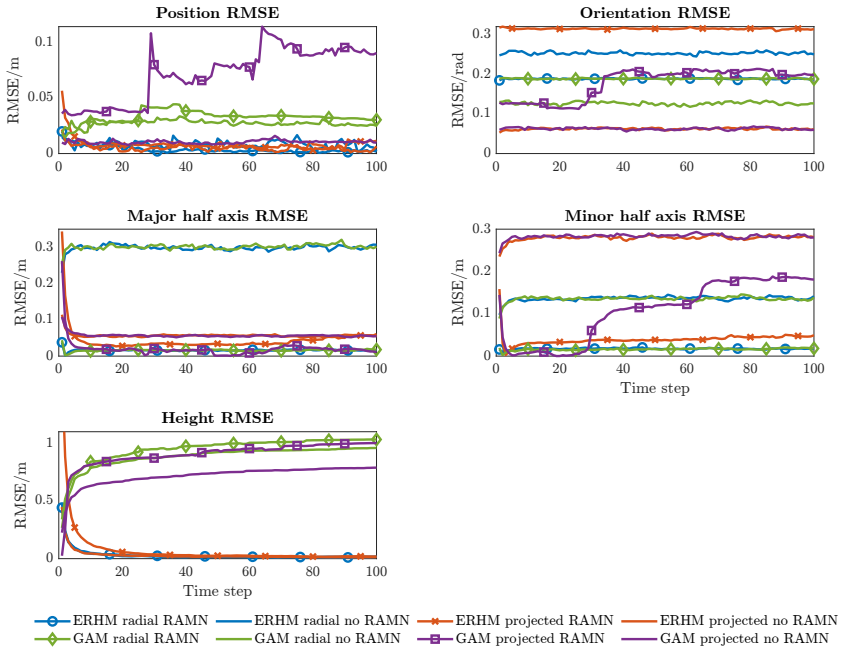 Position RMSE
Orientation RMSE
RMSE/m
0.1
0.05
0
0 20 40 60 80 100
RMSE/rad
0.3
0.2
0.1
0
0 20 40 60 80 100
Major half axis RMSE
Minor half axis RMSE
RMSE/m
0.3
0.2
0.1
0
0 20 40 60 80 100
RMSE/m
0.3
0.2
0.1
0
0 20 40 60 80 100
Time step
Height RMSE
RMSE/m
1
0.5
0
0 20 40 60 80 100
Time step
ERHM radial RAMN ERHM radial no RAMN ERHM projected RAMN ERHM projected no RAMN
GAM radial RAMN GAM radial no RAMN GAM projected RAMN GAM projected no RAMN